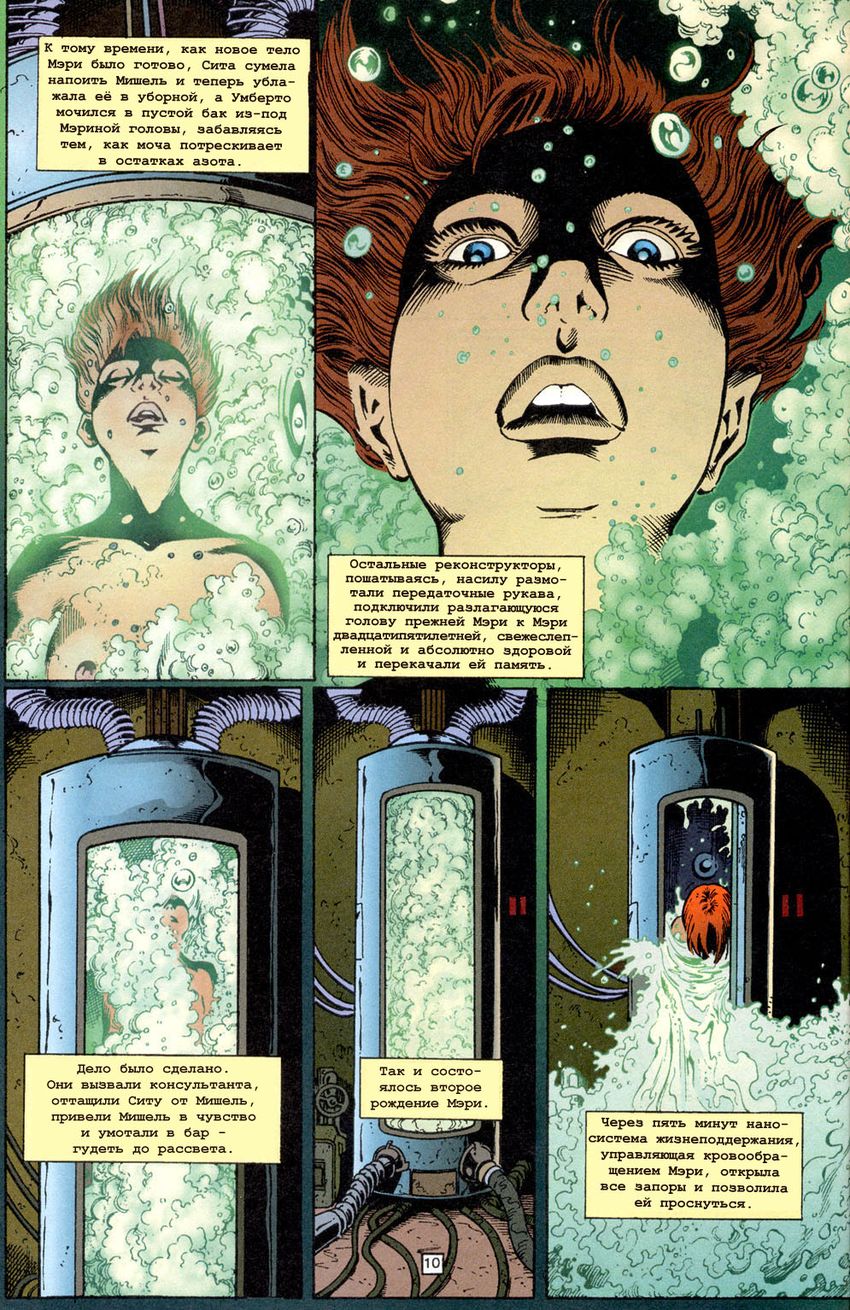 К тому времени, как новое тело
Мэри было готово, Сита сумела
напоить Мишель и теперь убла-
жала её в уборной, а Умберто
мочился в пустой бак из-под
Мэриной головы, забавляясь
тем, как моча потрескивает
в остатках азота.
Остальные реконструкторы,
пошатываясь, насилу размо-
тали передаточные рукава,
подключили разлагающуюся
голову прежней Мэри к Мэри
двадцатипятилетней, свежеслеп-
ленной и абсолютно здоровой
и перекачали ей память.
Дело было сделано.
Они вызвали консультанта,
оттащили Ситу от Мишель,
привели Мишель в чувство
и умотали в бар -
гудеть до рассвета.
Так и состо-
ялось второе
рождение Мэри.
Через пять минут нано-
система жизнеподдержания,
управляющая кровообра-
щением Мэри, открыла
все запоры и позволила
ей проснуться.
10